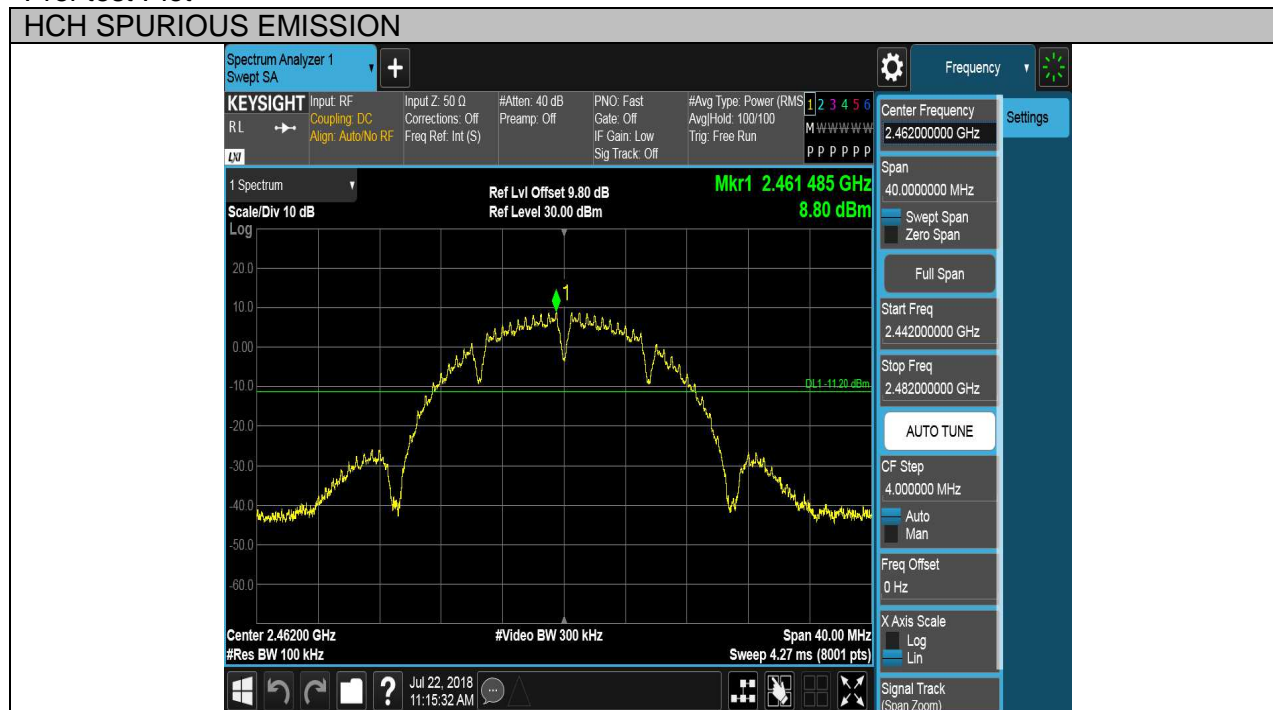 HCH SPURIOUS EMISSION
Spectrum Analyzer 1
Swept SA
Frequency
KEYSIGHT
RL
LXI
Input: RF
Coupling: DC
Align: Auto/No RF
Input Z: 50 Ω
Corrections: Off
Freq Ref: Int (S)
#Atten: 40 dB
Preamp: Off
PNO: Fast
Gate: Off
IF Gain: Low
Sig Track: Off
#Avg Type: Power (RMS
Avg|Hold: 100/100
Trig: Free Run
1 2 3 4 5 6
M W W W W W
P P P P P P
1 Spectrum
Scale/Div 10 dB
Log
Ref Lvl Offset 9.80 dB
Ref Level 30.00 dBm
Mkr1 2.461 485 GHz
8.80 dBm
20.0
10.0
0.00
-10.0
-20.0
-30.0
-40.0
-50.0
-60.0
1
DL1 -11.20 dBm
Center 2.46200 GHz
#Res BW 100 kHz
#Video BW 300 kHz
Span 40.00 MHz
Sweep 4.27 ms (8001 pts)
Jul 22, 2018
11:15:32 AM
Center Frequency
2.462000000 GHz
Settings
Span
40.0000000 MHz
Swept Span
Zero Span
Full Span
Start Freq
2.442000000 GHz
Stop Freq
2.482000000 GHz
AUTO TUNE
CF Step
4.000000 MHz
Auto
Man
Freq Offset
0 Hz
X Axis Scale
Log
Lin
Signal Track
(Span Zoom)